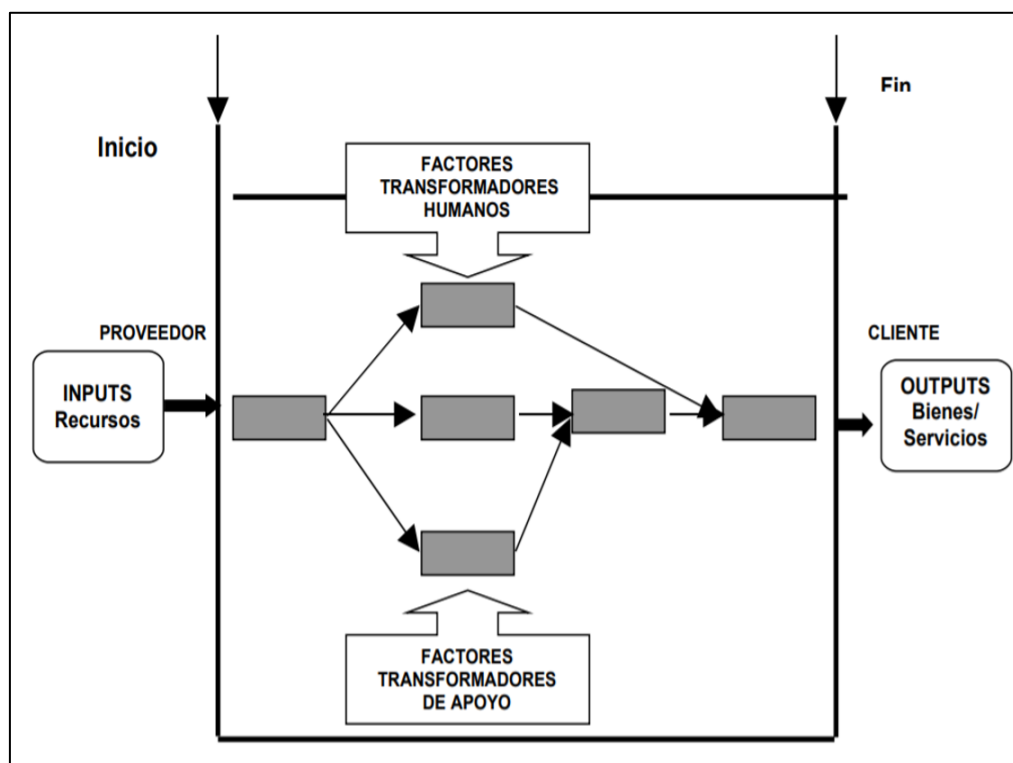 Fin
Inicio
FACTORES
TRANSFORMADORES
HUMANOS
PROVEEDOR
INPUTS
Recursos
CLIENTE
OUTPUTS
Bienes/
Servicios
FACTORES
TRANSFORMADORES
DE APOYO